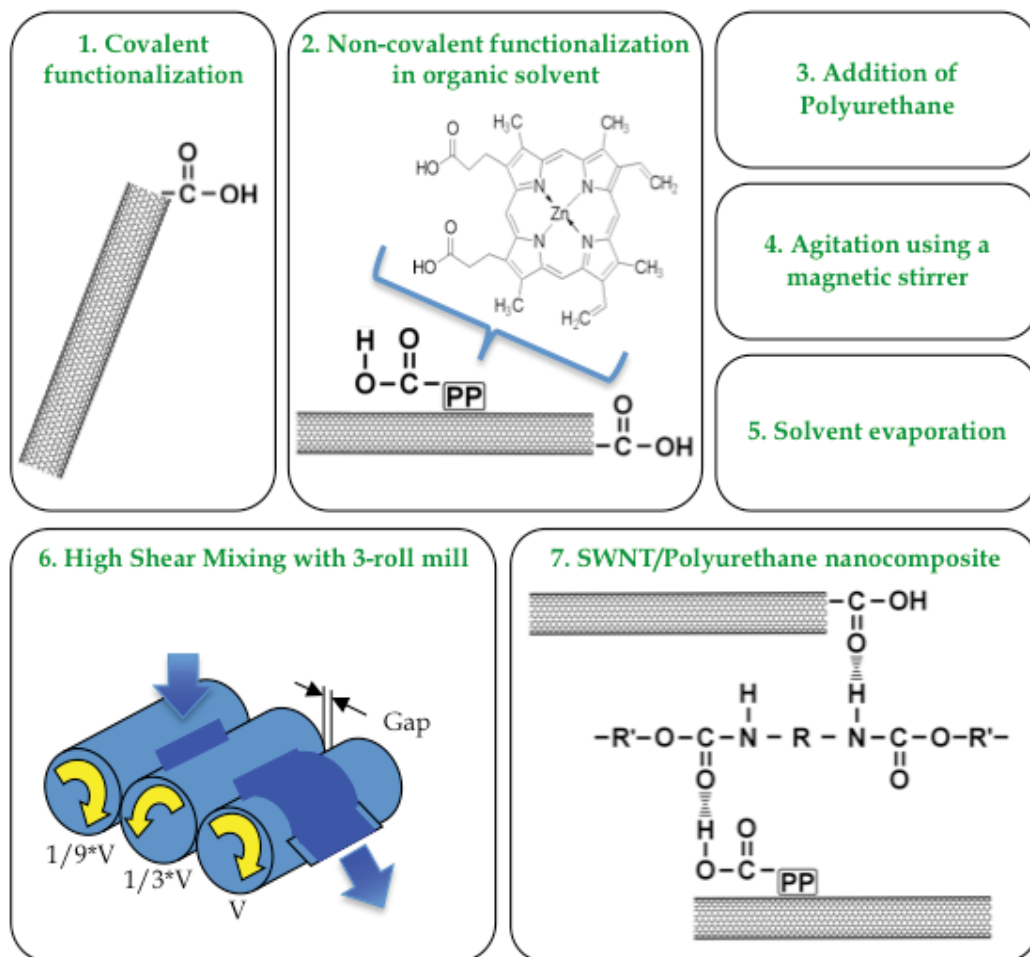 1. Covalent
functionalization
O
C
OH
2. Non-covalent functionalization
in organic solvent
H₃C
CH₃
O
HO
CH₂
N
N
Zn
N
N
O
HO
CH₃
H₃C
H₂C
H
O
O
C
PP
O
C
OH
3. Addition of
Polyurethane
4. Agitation using a
magnetic stirrer
5. Solvent evaporation
6. High Shear Mixing with 3-roll mill
Gap
1/9*V
1/3*V
V
7. SWNT/Polyurethane nanocomposite
C–OH
O
H
H
–R'–O–C–N–R–N–C–O–R'–
O
O
H
O
O–C
PP